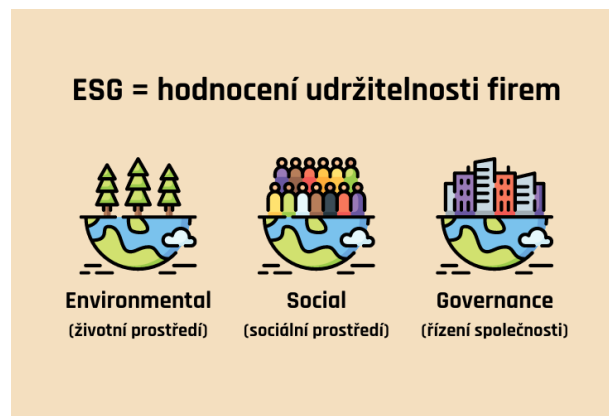 ESG = hodnocení udržitelnosti firem
Environmental
(životní prostředí)
Social
(sociální prostředí)
Governance
(řízení společnosti)